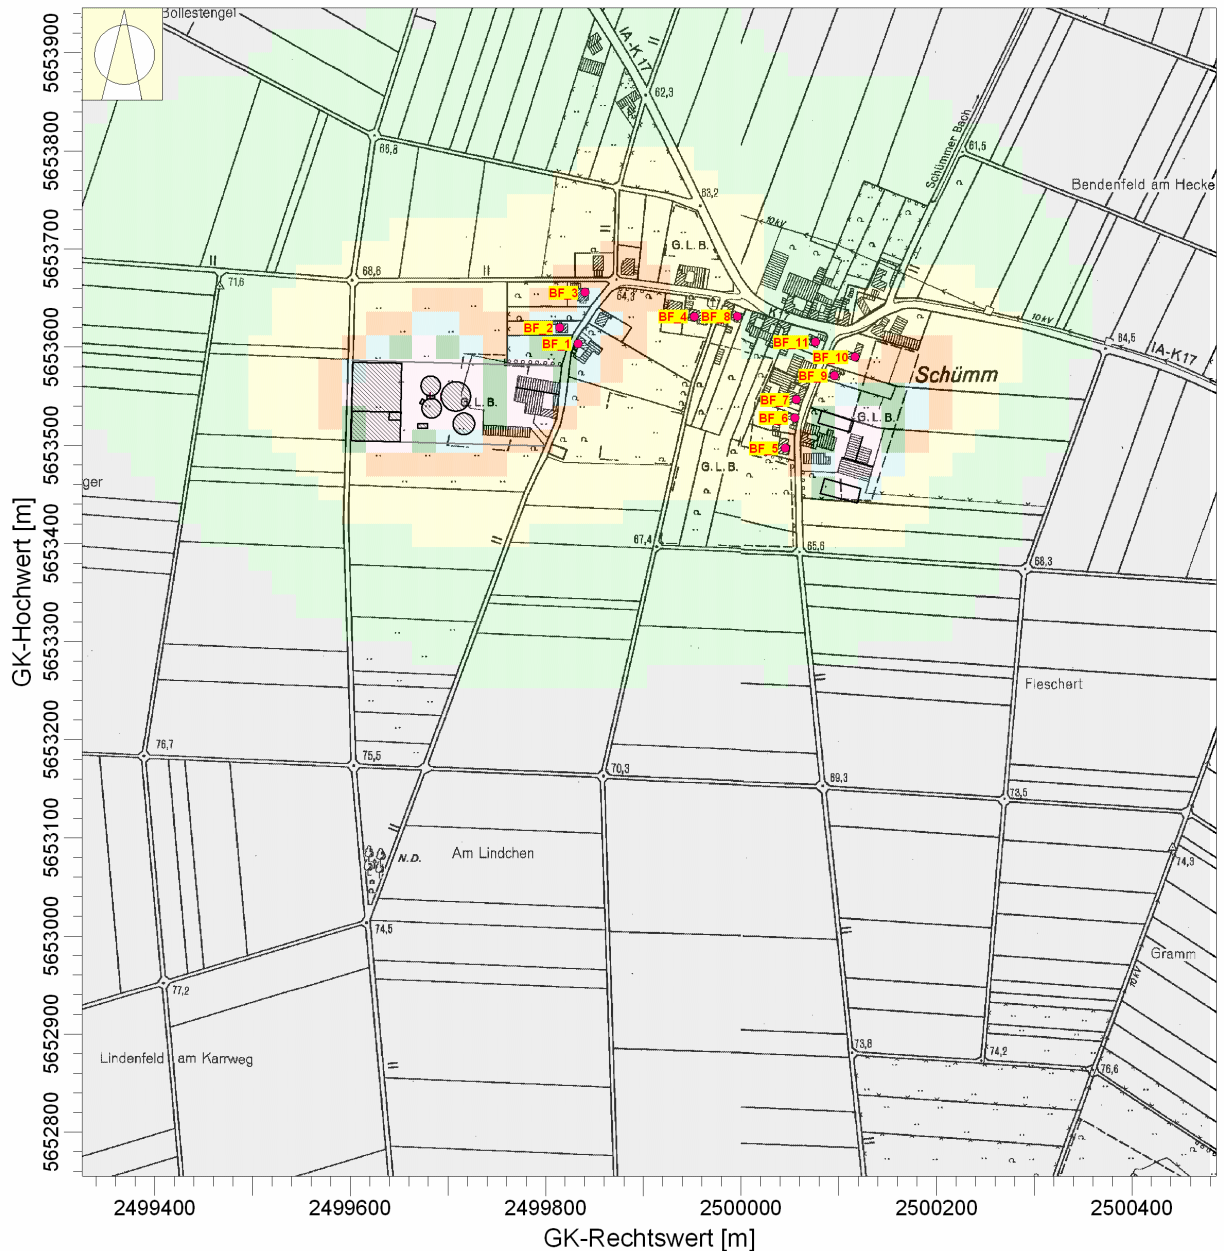 Bollestengel
IA-K 17
62,3
Schümmer Bach
61,5
66,8
Bendenfeld am Hecke
63,2
10 kV
G.L.B.
71,6
68,6
BF_3
64,3
BF_4
BF_8
K17
10 kV
BF_2
BF_1
BF_11
BF_10
64,5
IA-K17
BF_9
Schümm
G.L.B.
BF_7
BF_6
G.L.B.
BF_5
G.L.B.
ger
67,4
65,6
68,3
Fleschert
76,7
75,5
70,3
69,3
73,5
Am Lindchen
N.D.
74,3
74,5
Gramm
10kV
77,2
Lindenfeld am Karrweg
73,8
74,2
76,6
5653900
5653800
5653700
5653600
5653500
5653400
5653300
5653200
5653100
5653000
5652900
5652800
GK-Hochwert [m]
2499400
2499600
2499800
2500000
2500200
2500400
GK-Rechtswert [m]